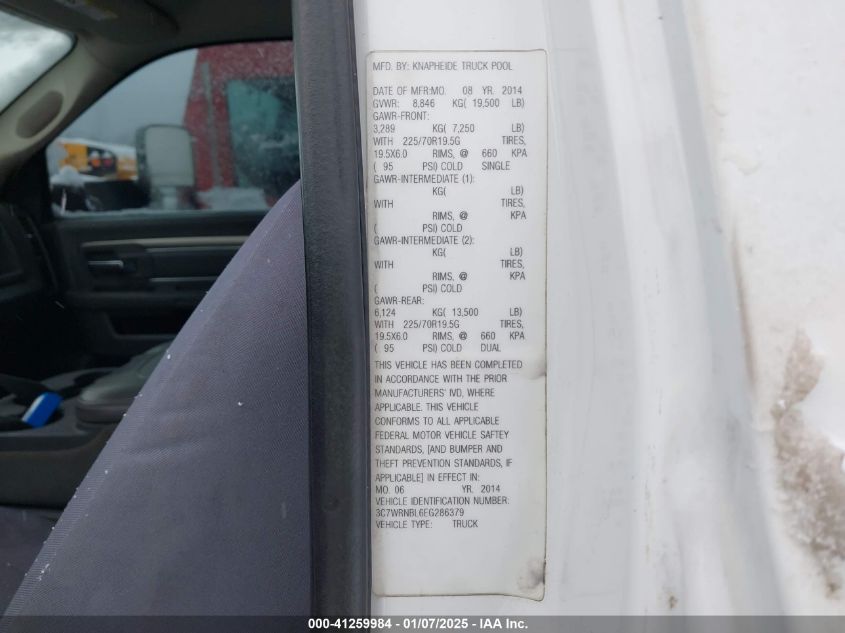 MFD. BY: KNAPHEIDE TRUCK POOL
DATE OF MFR:MO. 08 YR. 2014
GVWR: 8,846 KG( 19,500 LB)
GAWR-FRONT:
3,289 KG( 7,250 LB)
WITH 225/70R19.5G TIRES,
19.5X6.0 RIMS, @ 660 KPA
( 95 PSI) COLD SINGLE
GAWR-INTERMEDIATE (1):
KG( LB)
WITH TIRES,
RIMS, @ KPA
( PSI) COLD
GAWR-INTERMEDIATE (2):
KG( LB)
WITH TIRES,
RIMS, @ KPA
( PSI) COLD
GAWR-REAR:
6,124 KG( 13,500 LB)
WITH 225/70R19.5G TIRES,
19.5X6.0 RIMS, @ 660 KPA
( 95 PSI) COLD DUAL
THIS VEHICLE HAS BEEN COMPLETED
IN ACCORDANCE WITH THE PRIOR
MANUFACTURERS' IVD, WHERE
APPLICABLE. THIS VEHICLE
CONFORMS TO ALL APPLICABLE
FEDERAL MOTOR VEHICLE SAFTEY
STANDARDS, [AND BUMPER AND
THEFT PREVENTION STANDARDS, IF
APPLICABLE] IN EFFECT IN:
MO. 06 YR. 2014
VEHICLE IDENTIFICATION NUMBER:
3C7WRNBL6EG286379
VEHICLE TYPE: TRUCK
000-41259984 - 01/07/2025 - IAA Inc.